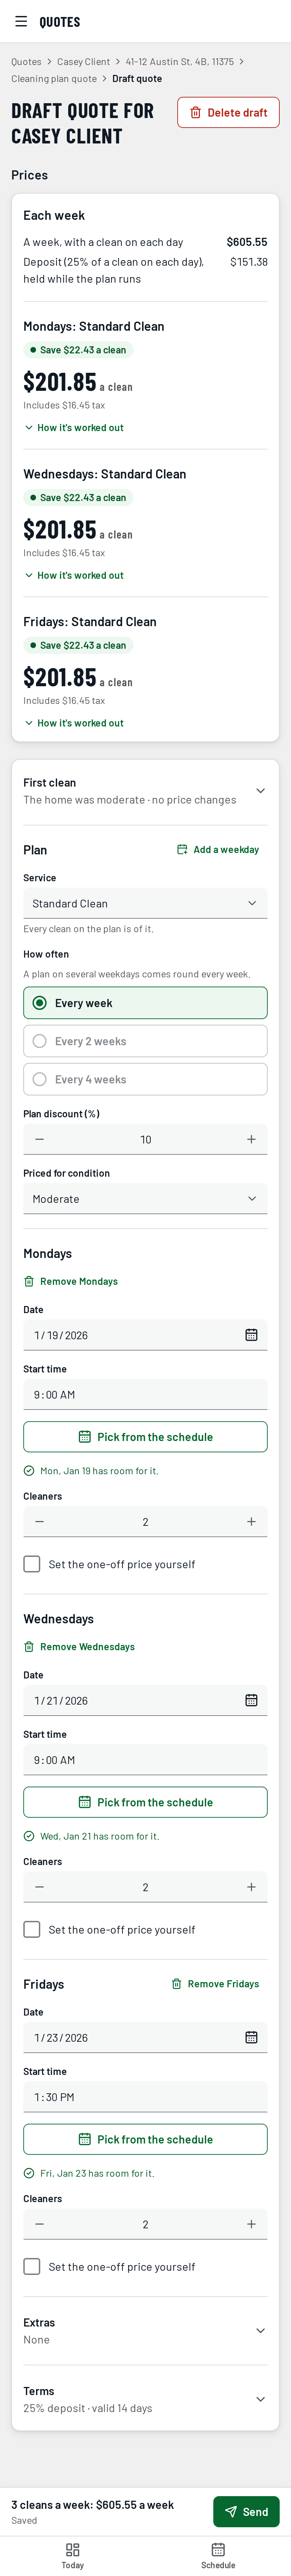 QUOTES
Quotes > Casey Client > 41-12 Austin St, 4B, 11375 >
Cleaning plan quote > Draft quote
DRAFT QUOTE FOR
CASEY CLIENT
Delete draft
Prices
Each week
A week, with a clean on each day $605.55
Deposit (25% of a clean on each day), $151.38
held while the plan runs
Mondays: Standard Clean
Save $22.43 a clean
$201.85 a clean
Includes $16.45 tax
How it's worked out
Wednesdays: Standard Clean
Save $22.43 a clean
$201.85 a clean
Includes $16.45 tax
How it's worked out
Fridays: Standard Clean
Save $22.43 a clean
$201.85 a clean
Includes $16.45 tax
How it's worked out
First clean
The home was moderate · no price changes
Plan
Add a weekday
Service
Standard Clean
Every clean on the plan is of it.
How often
A plan on several weekdays comes round every week.
Every week
Every 2 weeks
Every 4 weeks
Plan discount (%)
10
Priced for condition
Moderate
Mondays
Remove Mondays
Date
1/19/2026
Start time
9:00 AM
Pick from the schedule
Mon, Jan 19 has room for it.
Cleaners
2
Set the one-off price yourself
Wednesdays
Remove Wednesdays
Date
1/21/2026
Start time
9:00 AM
Pick from the schedule
Wed, Jan 21 has room for it.
Cleaners
2
Set the one-off price yourself
Fridays
Remove Fridays
Date
1/23/2026
Start time
1:30 PM
Pick from the schedule
Fri, Jan 23 has room for it.
Cleaners
2
Set the one-off price yourself
Extras
None
Terms
25% deposit · valid 14 days
3 cleans a week: $605.55 a week
Saved
Send
Today
Schedule